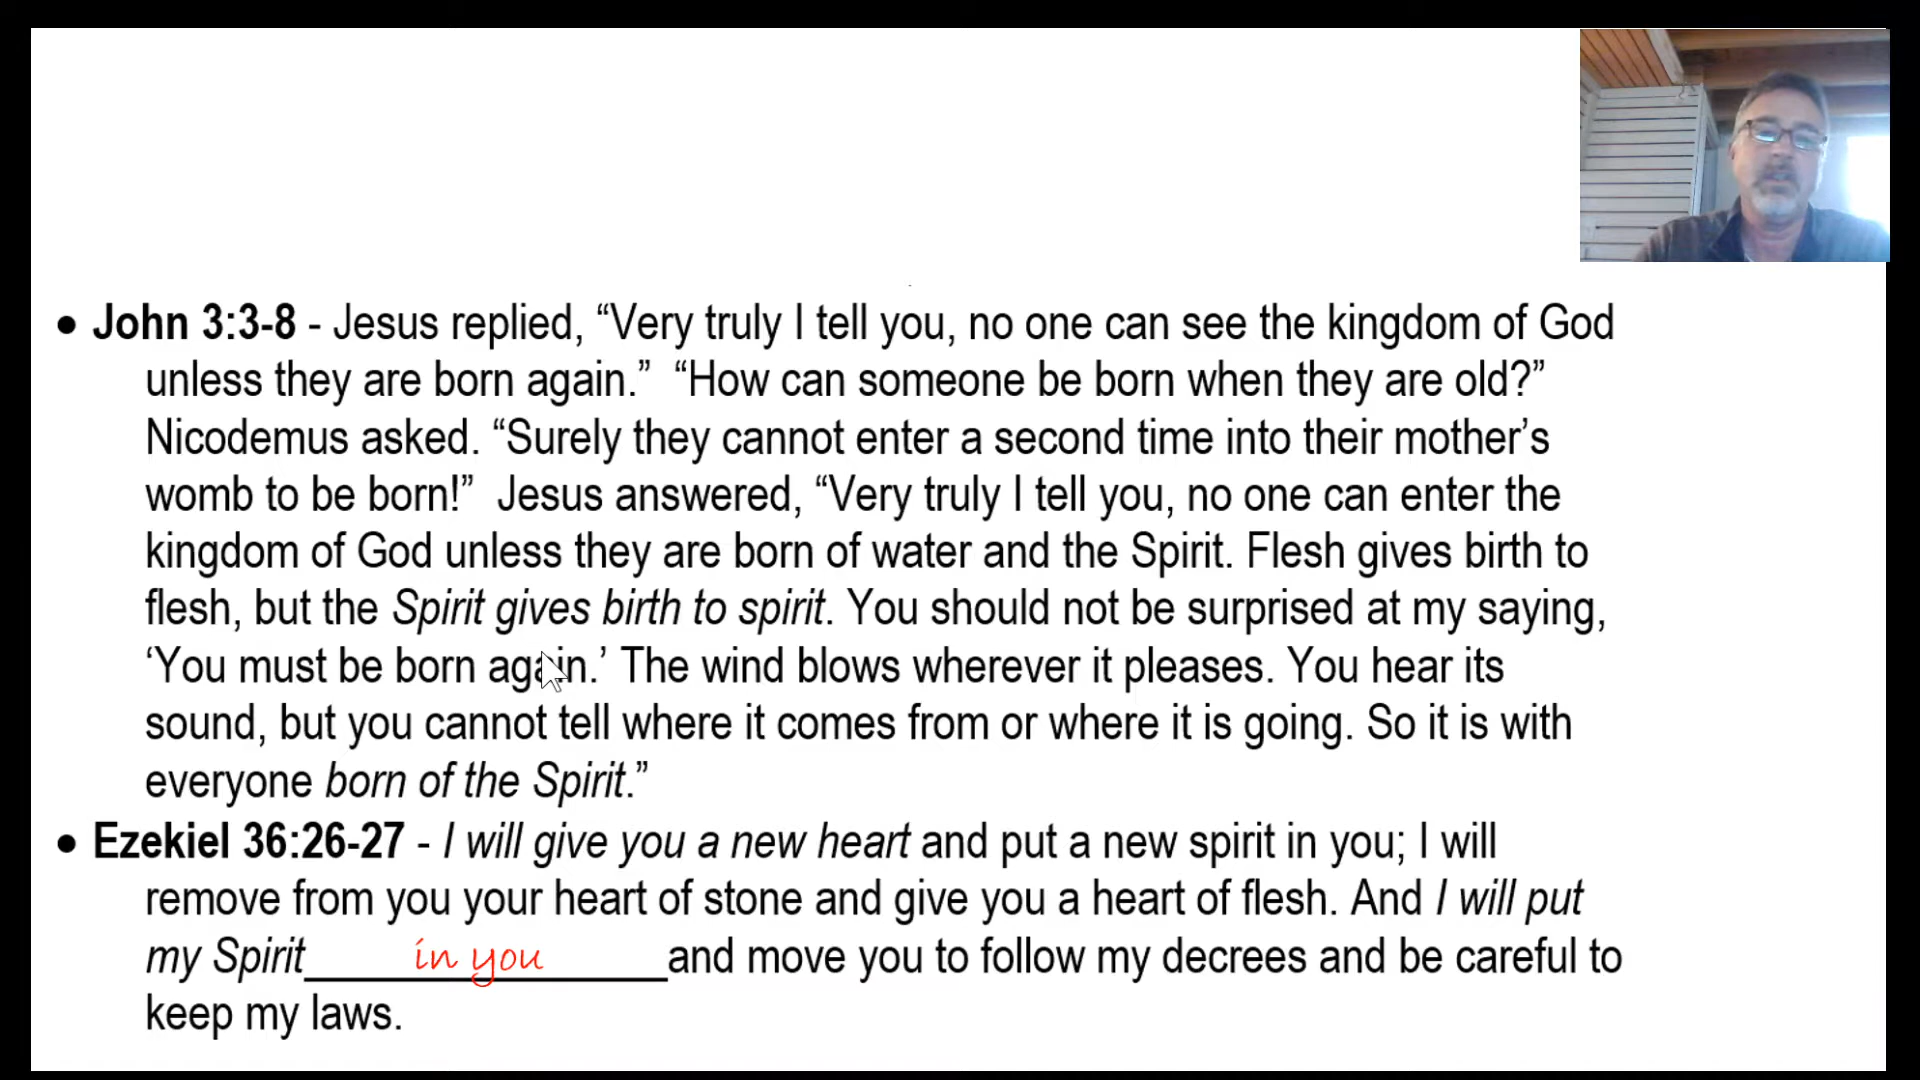 • John 3:3-8 - Jesus replied, “Very truly I tell you, no one can see the kingdom of God
unless they are born again.”  “How can someone be born when they are old?”
Nicodemus asked. “Surely they cannot enter a second time into their mother’s
womb to be born!”  Jesus answered, “Very truly I tell you, no one can enter the
kingdom of God unless they are born of water and the Spirit. Flesh gives birth to
flesh, but the Spirit gives birth to spirit. You should not be surprised at my saying,
‘You must be born again.’ The wind blows wherever it pleases. You hear its
sound, but you cannot tell where it comes from or where it is going. So it is with
everyone born of the Spirit.”
• Ezekiel 36:26-27 - I will give you a new heart and put a new spirit in you; I will
remove from you your heart of stone and give you a heart of flesh. And I will put
my Spirit in you and move you to follow my decrees and be careful to
keep my laws.